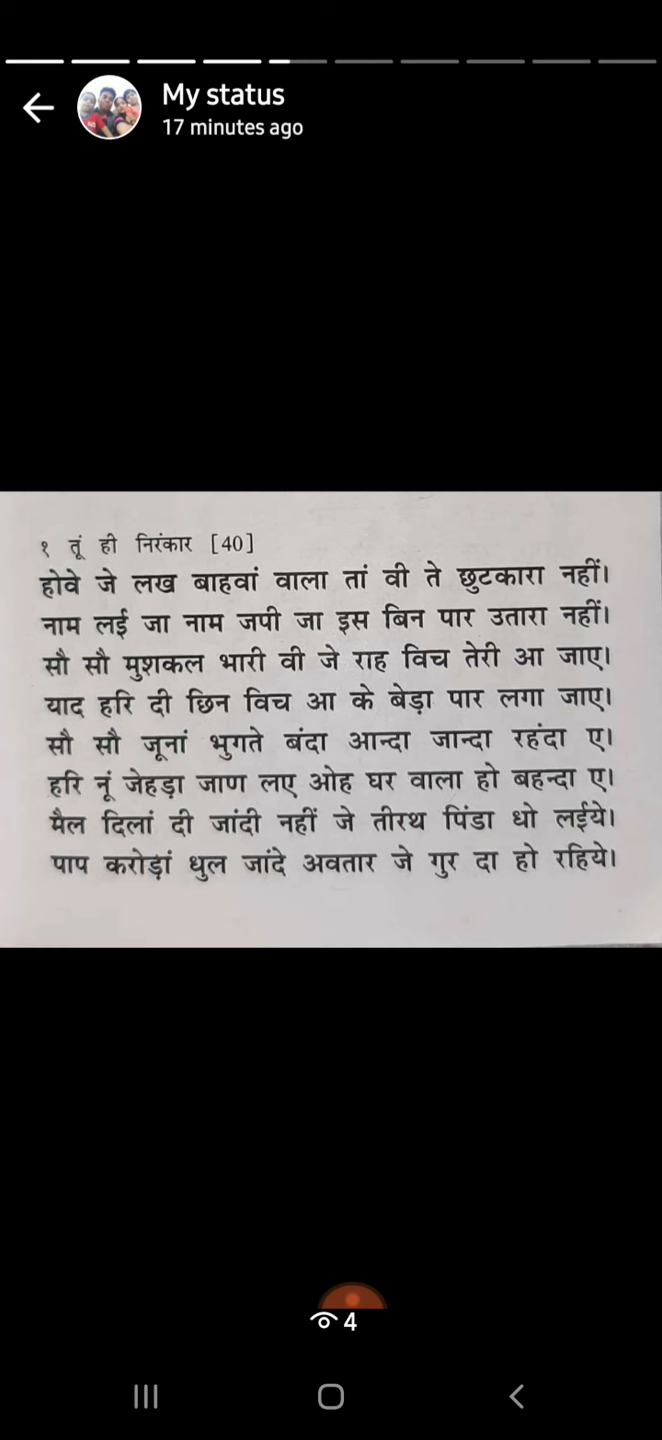 My status
17 minutes ago
१ तूं ही निरंकार [40]
होवे जे लख बाहवां वाला तां वी ते छुटकारा नहीं।
नाम लई जा नाम जपी जा इस बिन पार उतारा नहीं।
सौ सौ मुशकल भारी वी जे राह विच तेरी आ जाए।
याद हरि दी छिन विच आ के बेड़ा पार लगा जाए।
सौ सौ जूनां भुगते बंदा आन्दा जान्दा रहंदा ए।
हरि नूं जेहड़ा जाण लए ओह घर वाला हो बहन्दा ए।
मैल दिलां दी जांदी नहीं जे तीरथ पिंडा धो लईये।
पाप करोड़ां धुल जांदे अवतार जे गुर दा हो रहिये।
4